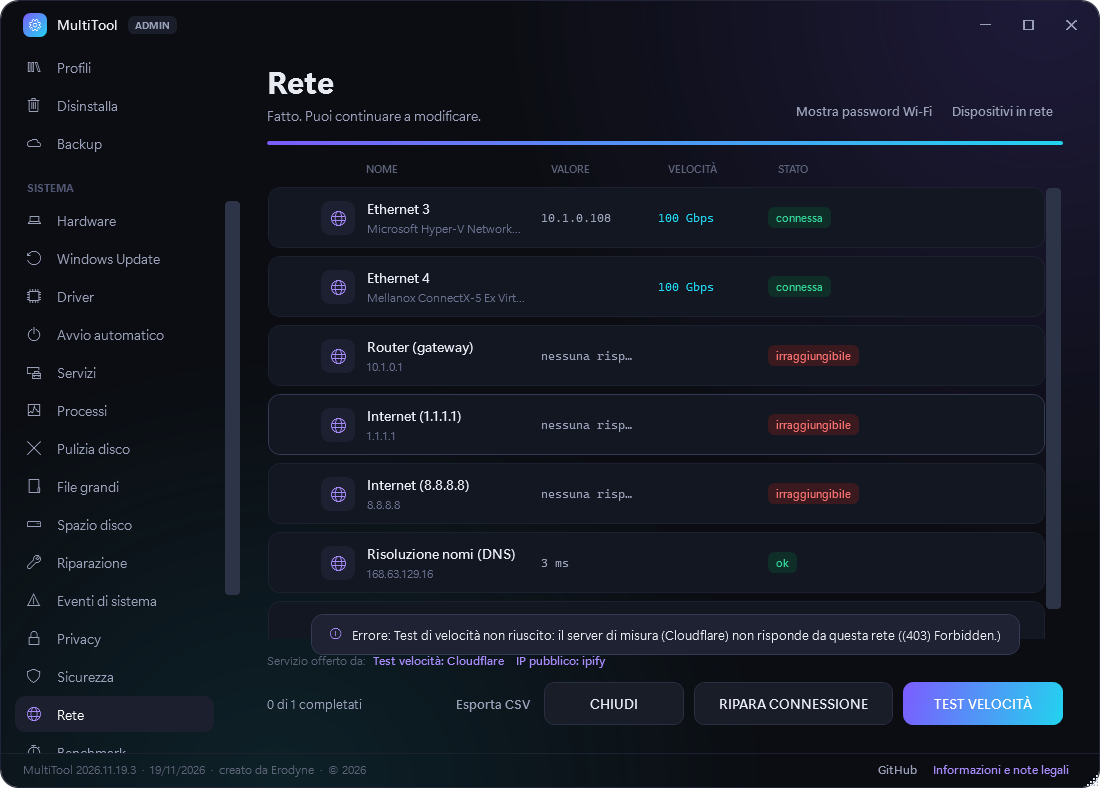 MultiTool ADMIN
Profili
Disinstalla
Backup
SISTEMA
Hardware
Windows Update
Driver
Avvio automatico
Servizi
Processi
Pulizia disco
File grandi
Spazio disco
Riparazione
Eventi di sistema
Privacy
Sicurezza
Rete
Benchmark
Rete
Fatto. Puoi continuare a modificare.
Mostra password Wi-Fi Dispositivi in rete
NOME VALORE VELOCITÀ STATO
Ethernet 3
Microsoft Hyper-V Network...
10.1.0.108 100 Gbps connessa
Ethernet 4
Mellanox ConnectX-5 Ex Virt...
100 Gbps connessa
Router (gateway)
10.1.0.1
nessuna risp… irraggiungibile
Internet (1.1.1.1)
1.1.1.1
nessuna risp… irraggiungibile
Internet (8.8.8.8)
8.8.8.8
nessuna risp… irraggiungibile
Risoluzione nomi (DNS)
168.63.129.16
3 ms ok
Errore: Test di velocità non riuscito: il server di misura (Cloudflare) non risponde da questa rete ((403) Forbidden.)
Servizio offerto da: Test velocità: Cloudflare IP pubblico: ipify
0 di 1 completati Esporta CSV CHIUDI RIPARA CONNESSIONE TEST VELOCITÀ
MultiTool 2026.11.19.3 · 19/11/2026 · creato da Erodyne · © 2026
GitHub Informazioni e note legali